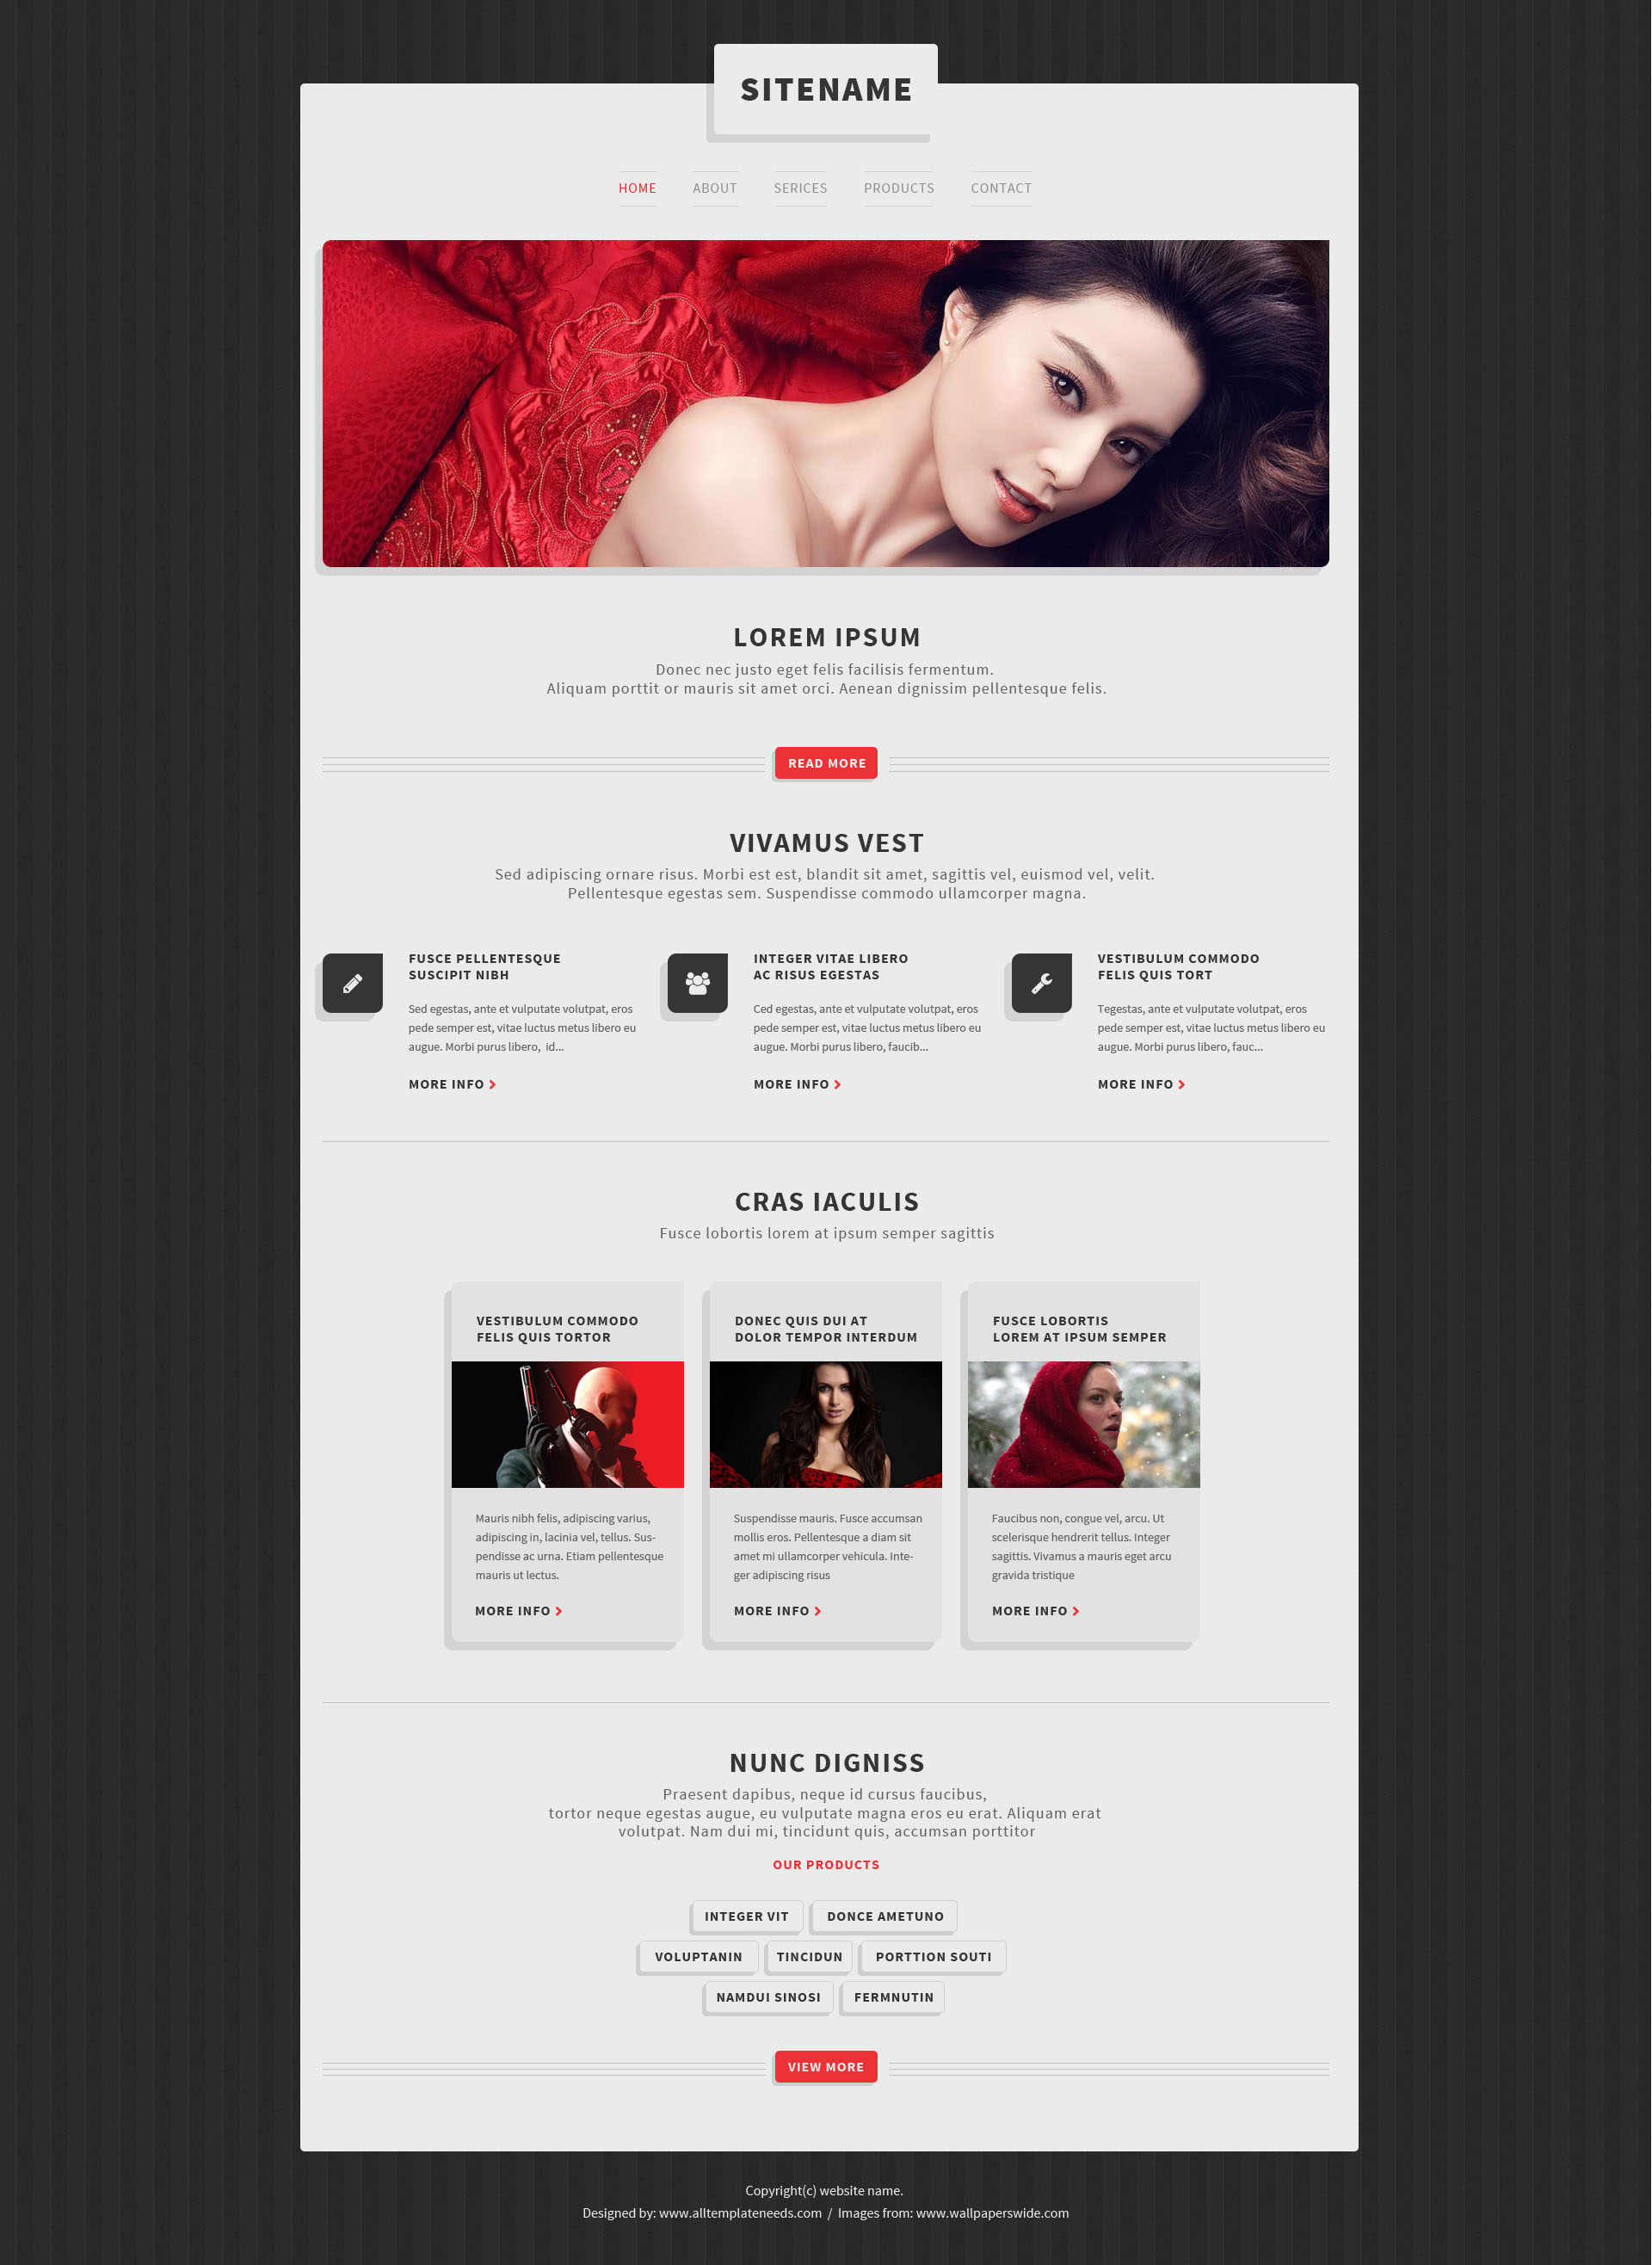 SITENAME
HOME ABOUT SERICES PRODUCTS CONTACT
LOREM IPSUM
Donec nec justo eget felis facilisis fermentum.
Aliquam porttit or mauris sit amet orci. Aenean dignissim pellentesque felis.
READ MORE
VIVAMUS VEST
Sed adipiscing ornare risus. Morbi est est, blandit sit amet, sagittis vel, euismod vel, velit.
Pellentesque egestas sem. Suspendisse commodo ullamcorper magna.
FUSCE PELLENTESQUE
SUSCIPIT NIBH
Sed egestas, ante et vulputate volutpat, eros
pede semper est, vitae luctus metus libero eu
augue. Morbi purus libero, id...
MORE INFO
INTEGER VITAE LIBERO
AC RISUS EGESTAS
Ced egestas, ante et vulputate volutpat, eros
pede semper est, vitae luctus metus libero eu
augue. Morbi purus libero, faucib...
MORE INFO
VESTIBULUM COMMODO
FELIS QUIS TORT
Tegestas, ante et vulputate volutpat, eros
pede semper est, vitae luctus metus libero eu
augue. Morbi purus libero, fauc...
MORE INFO
CRAS IACULIS
Fusce lobortis lorem at ipsum semper sagittis
VESTIBULUM COMMODO
FELIS QUIS TORTOR
Mauris nibh felis, adipiscing varius,
adipiscing in, lacinia vel, tellus. Sus-
pendisse ac urna. Etiam pellentesque
mauris ut lectus.
MORE INFO
DONEC QUIS DUI AT
DOLOR TEMPOR INTERDUM
Suspendisse mauris. Fusce accumsan
mollis eros. Pellentesque a diam sit
amet mi ullamcorper vehicula. Inte-
ger adipiscing risus
MORE INFO
FUSCE LOBORTIS
LOREM AT IPSUM SEMPER
Faucibus non, congue vel, arcu. Ut
scelerisque hendrerit tellus. Integer
sagittis. Vivamus a mauris eget arcu
gravida tristique
MORE INFO
NUNC DIGNISS
Praesent dapibus, neque id cursus faucibus,
tortor neque egestas augue, eu vulputate magna eros eu erat. Aliquam erat
volutpat. Nam dui mi, tincidunt quis, accumsan porttitor
OUR PRODUCTS
INTEGER VIT DONCE AMETUNO
VOLUPTANIN TINCIDUN PORTTION SOUTI
NAMDUI SINOSI FERMNUTIN
VIEW MORE
Copyright(c) website name.
Designed by: www.alltemplateneeds.com / Images from: www.wallpaperswide.com